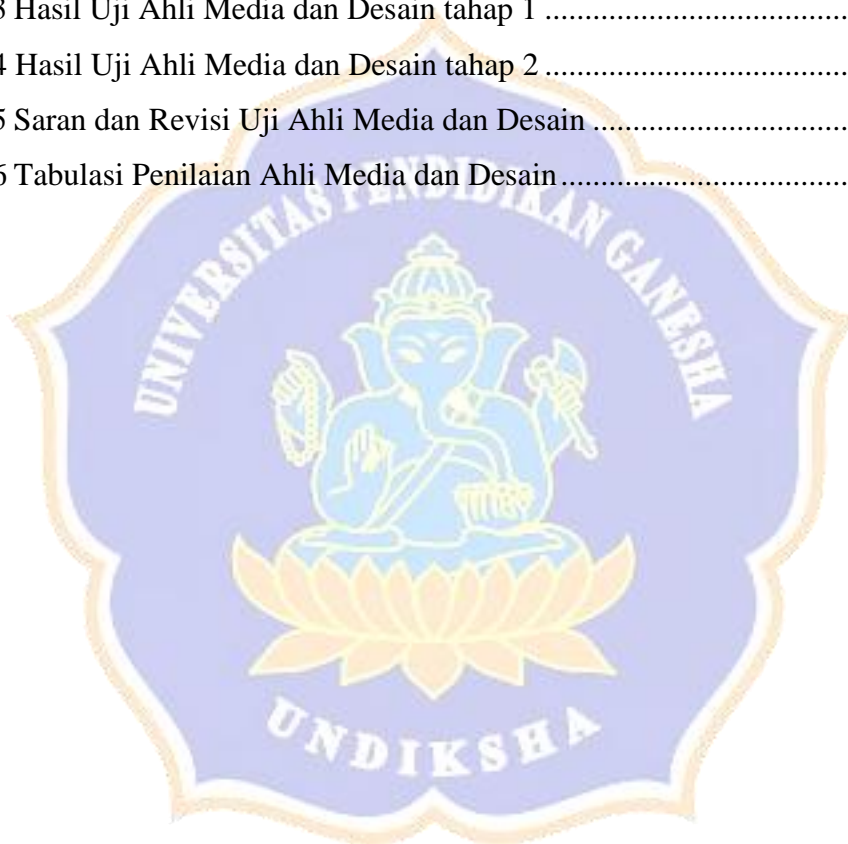 3 Hasil Uji Ahli Media dan Desain tahap 1 ......................................
4 Hasil Uji Ahli Media dan Desain tahap 2 ......................................
5 Saran dan Revisi Uji Ahli Media dan Desain ................................
6 Tabulasi Penilaian Ahli Media dan Desain ....................................
UNIVERSITAS PENDIDIKAN GANESHA
UNDIKSHA